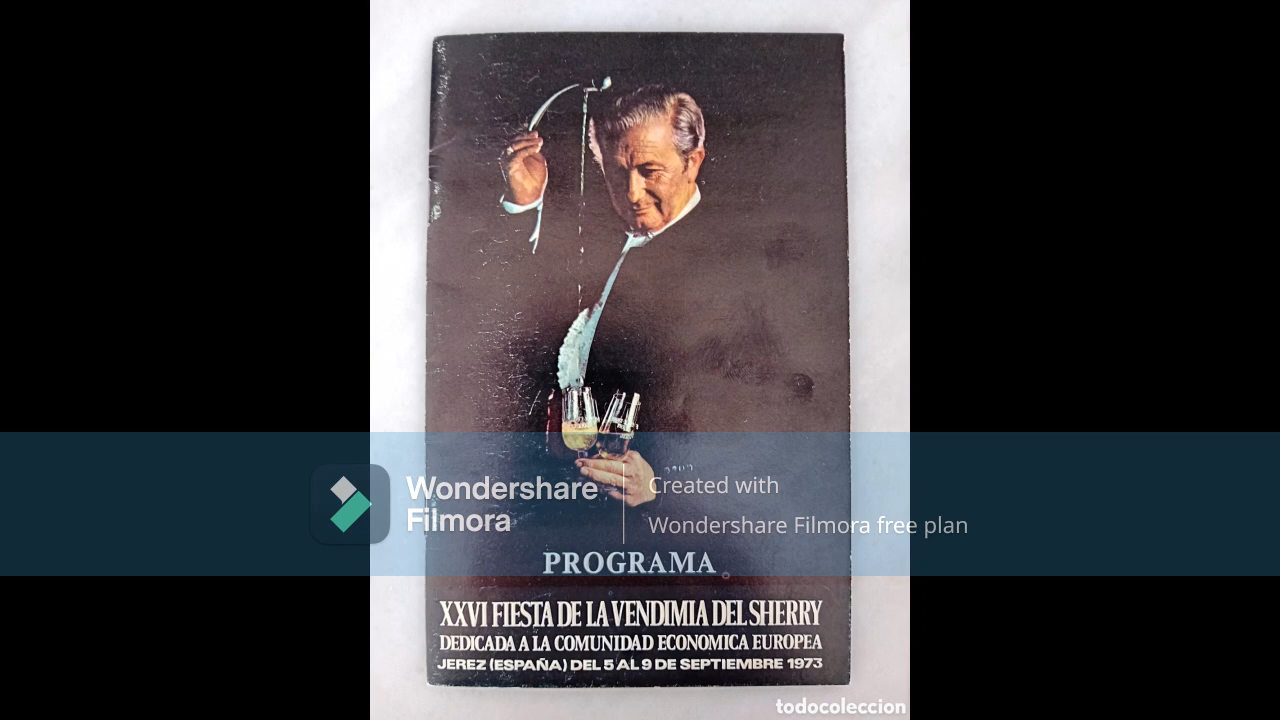 Wondershare
Filmora
Created with
Wondershare Filmora free plan
PROGRAMA
XXVI FIESTA DE LA VENDIMIA DEL SHERRY
DEDICADA A LA COMUNIDAD ECONOMICA EUROPEA
JEREZ (ESPAÑA) DEL 5 AL 9 DE SEPTIEMBRE 1973
todocoleccion